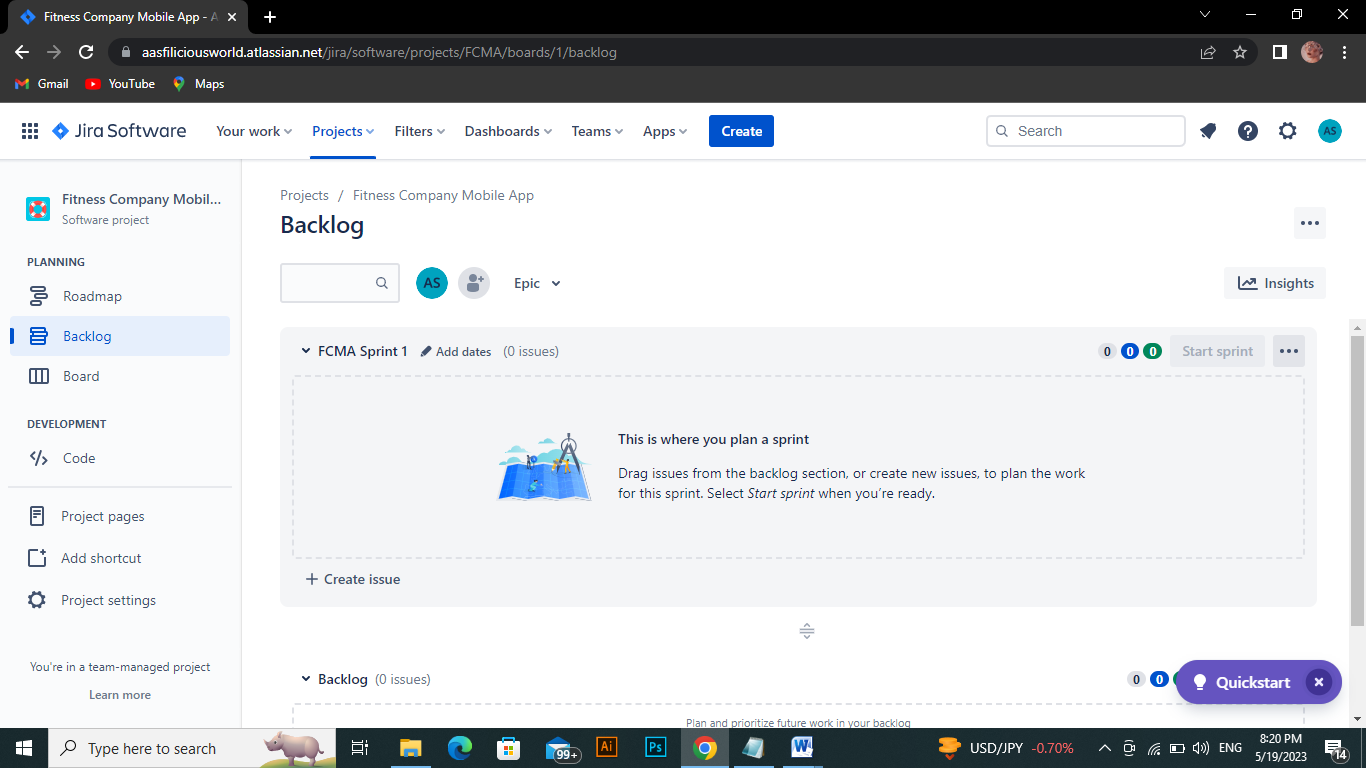 Fitness Company Mobile App - A
aasfiliciousworld.atlassian.net/jira/software/projects/FCMA/boards/1/backlog
Gmail YouTube Maps
Jira Software Your work Projects Filters Dashboards Teams Apps Create Search AS
Fitness Company Mobil...
Software project
PLANNING
Roadmap
Backlog
Board
DEVELOPMENT
Code
Project pages
Add shortcut
Project settings
You're in a team-managed project
Learn more
Projects / Fitness Company Mobile App
Backlog
AS Epic Insights
FCMA Sprint 1 Add dates (0 issues) 0 0 0 Start sprint
This is where you plan a sprint
Drag issues from the backlog section, or create new issues, to plan the work
for this sprint. Select Start sprint when you're ready.
+ Create issue
Backlog (0 issues) 0 0
Quickstart
Plan and prioritize future work in your backlog
Type here to search 99+ Ai Ps W USD/JPY -0.70% ENG
8:20 PM
5/19/2023
14